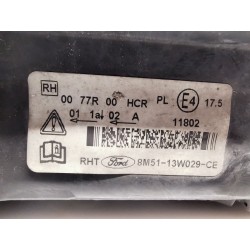 RH
00 77R 00 HCR PL E4 17.5
01 1a 02 A
11802
RHT Ford 8M51-13W029-CE